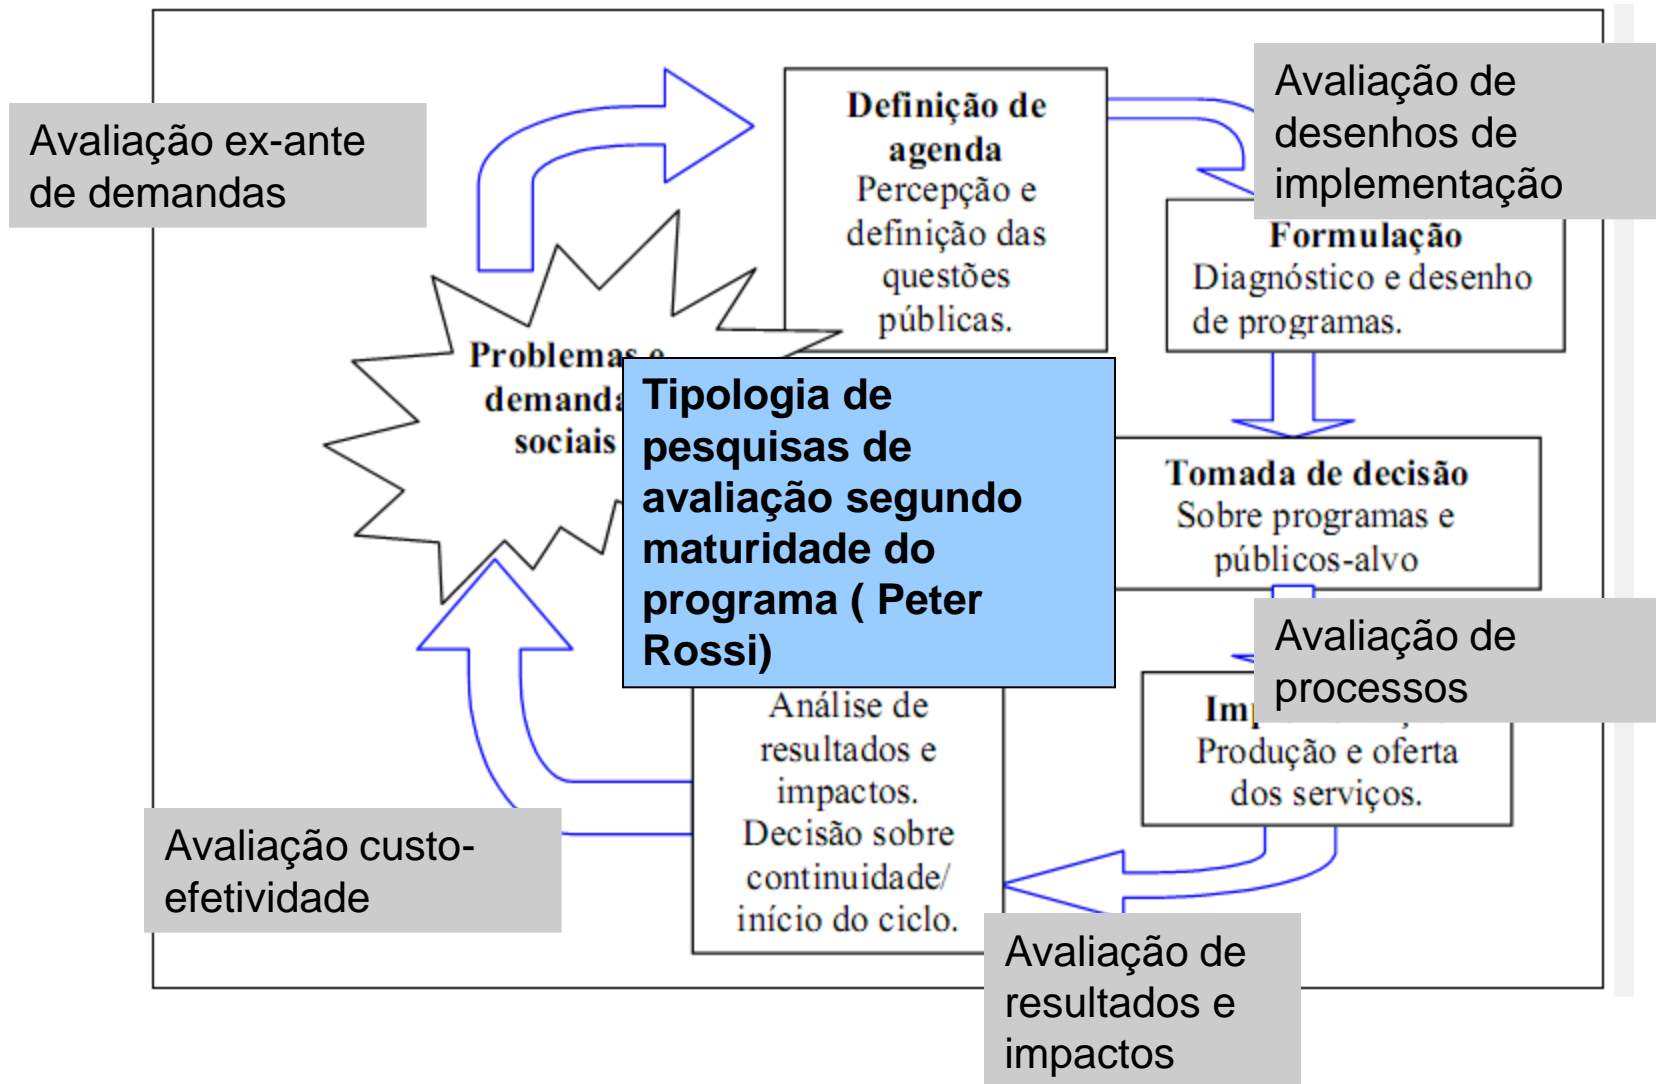 Avaliação ex-ante
de demandas
Definição de
agenda
Percepção e
definição das
questões
públicas.
Avaliação de
desenhos de
implementação
Formulação
Diagnóstico e desenho
de programas.
Problemas e
sociais
Tipologia de
pesquisas de
avaliação segundo
maturidade do
programa ( Peter
Rossi)
Tomada de decisão
Sobre programas e
públicos-alvo
Avaliação de
processos
Produção e oferta
dos serviços.
Análise de
resultados e
impactos.
Decisão sobre
continuidade/
início do ciclo.
Avaliação custo-
efetividade
Avaliação de
resultados e
impactos